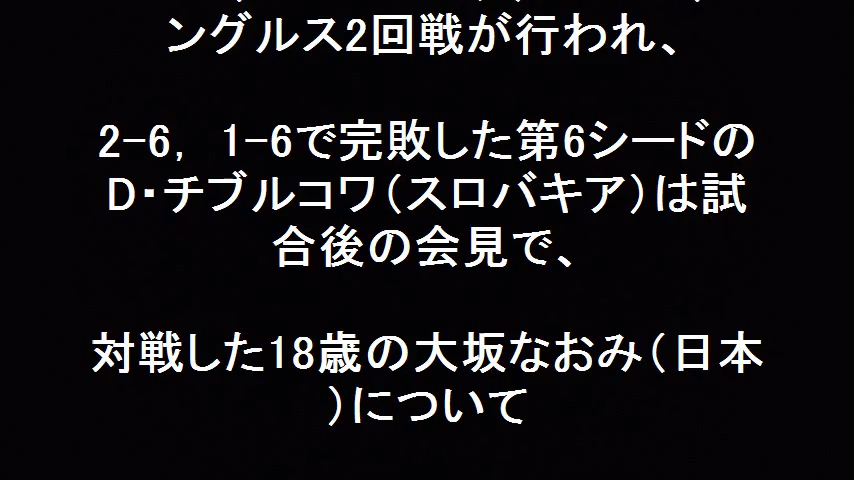 ングルス2回戦が行われ、
2-6, 1-6で完敗した第6シードの
D・チブルコワ(スロバキア)は試
合後の会見で、
対戦した18歳の大坂なおみ(日本
)について